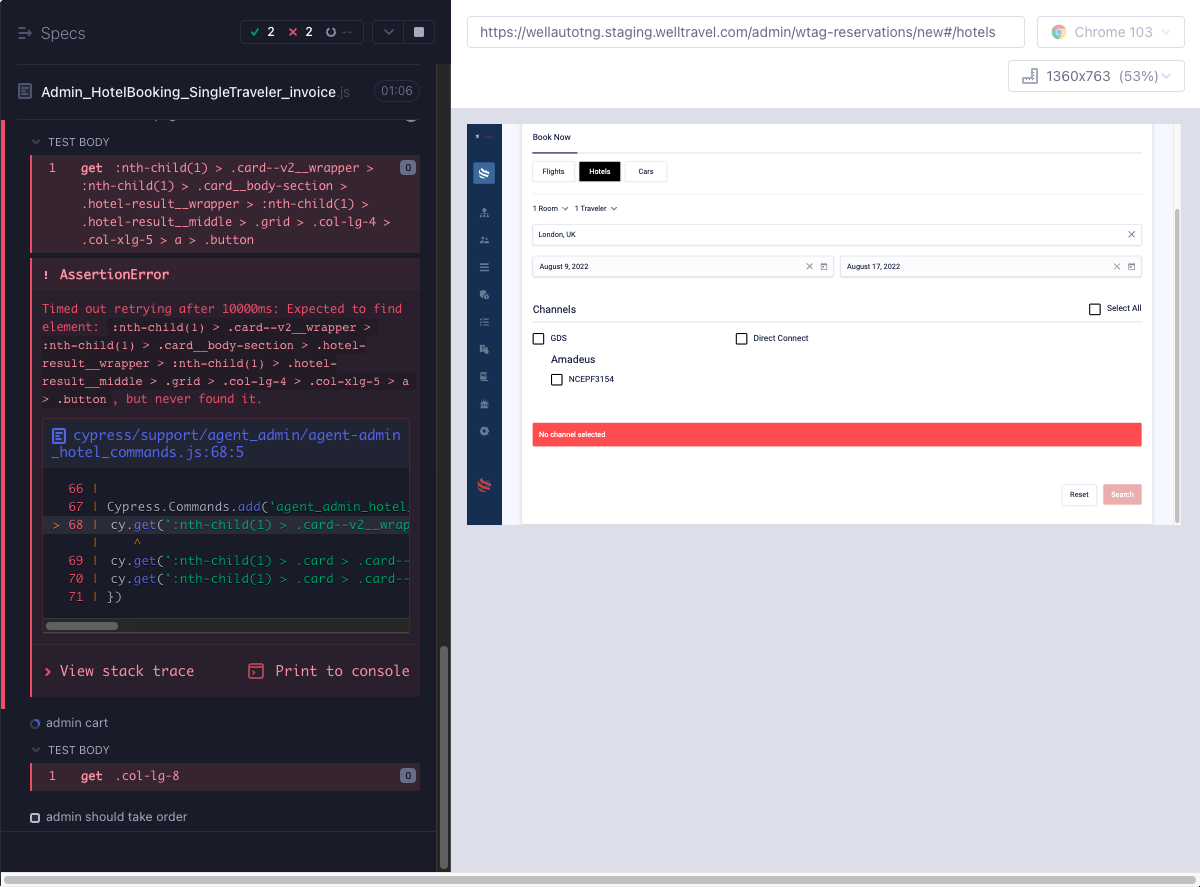 Specs
2
2
--
Admin_HotelBooking_SingleTraveler_invoice.js
01:06
TEST BODY
1 get :nth-child(1) > .card--v2__wrapper > 0
:nth-child(1) > .card__body-section >
.hotel-result__wrapper > :nth-child(1) >
.hotel-result__middle > .grid > .col-lg-4 >
.col-xlg-5 > a > .button
! AssertionError
Timed out retrying after 10000ms: Expected to find
element: :nth-child(1) > .card--v2__wrapper >
:nth-child(1) > .card__body-section > .hotel-
result__wrapper > :nth-child(1) > .hotel-
result__middle > .grid > .col-lg-4 > .col-xlg-5 > a
> .button , but never found it.
cypress/support/agent_admin/agent-admin
_hotel_commands.js:68:5
66 |
67 | Cypress.Commands.add('agent_admin_hotel_
> 68 | cy.get(':nth-child(1) > .card--v2__wrap
| ^
69 | cy.get(':nth-child(1) > .card > .card--
70 | cy.get(':nth-child(1) > .card > .card--
71 | })
View stack trace
Print to console
admin cart
TEST BODY
1 get .col-lg-8 0
admin should take order
https://wellautotng.staging.welltravel.com/admin/wtag-reservations/new#/hotels
Chrome 103
1360x763 (53%)
Book Now
Flights
Hotels
Cars
1 Room
1 Traveler
London, UK
August 9, 2022
August 17, 2022
Channels
Select All
GDS
Direct Connect
Amadeus
NCEPF3154
No channel selected
Reset
Search